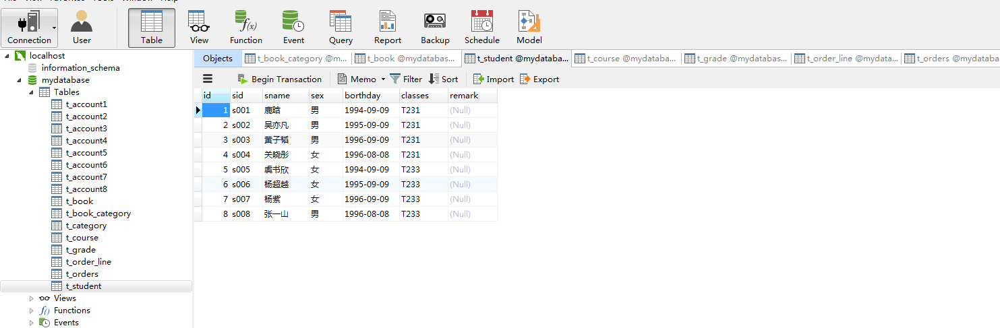 Connection User Table View Function Event Query Report Backup Schedule Model
localhost
information_schema
mydatabase
Tables
t_account1
t_account2
t_account3
t_account4
t_account5
t_account6
t_account7
t_account8
t_book
t_book_category
t_category
t_course
t_grade
t_order_line
t_orders
t_student
Views
Functions
Events
Objects t_book_category @m... t_book @mydatabas... t_student @mydataba... t_course @mydataba... t_grade @mydatabas... t_order_line @mydata... t_orders @mydataba
Begin Transaction Memo Filter Sort Import Export
id sid sname sex borthday classes remark
1 s001 鹿晗 男 1994-09-09 T231 (Null)
2 s002 吴亦凡 男 1995-09-09 T231 (Null)
3 s003 黄子韬 男 1996-09-09 T231 (Null)
4 s004 关晓彤 女 1996-08-08 T231 (Null)
5 s005 虞书欣 女 1994-09-09 T233 (Null)
6 s006 杨超越 女 1995-09-09 T233 (Null)
7 s007 杨紫 女 1996-09-09 T233 (Null)
8 s008 张一山 男 1996-08-08 T233 (Null)